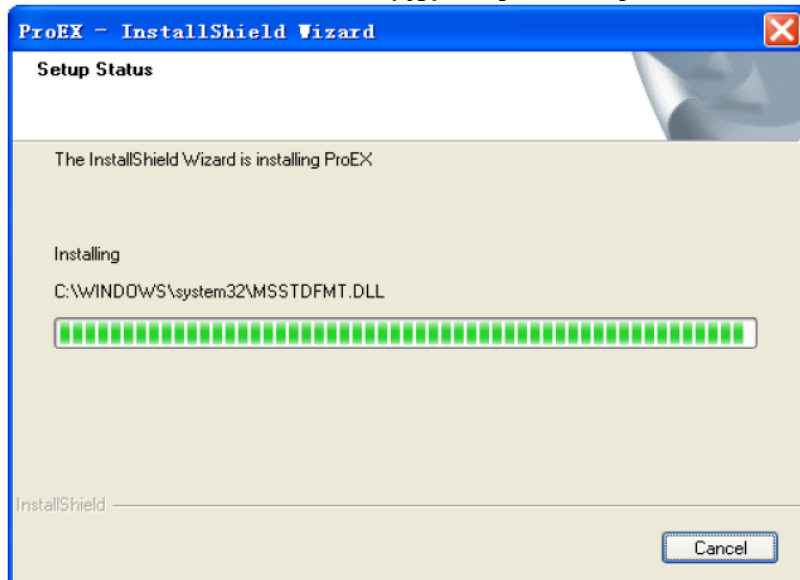 ProEX - InstallShield Wizard
Setup Status
The InstallShield Wizard is installing ProEX
Installing
C:\WINDOWS\system32\MSSTDFMT.DLL
InstallShield
Cancel